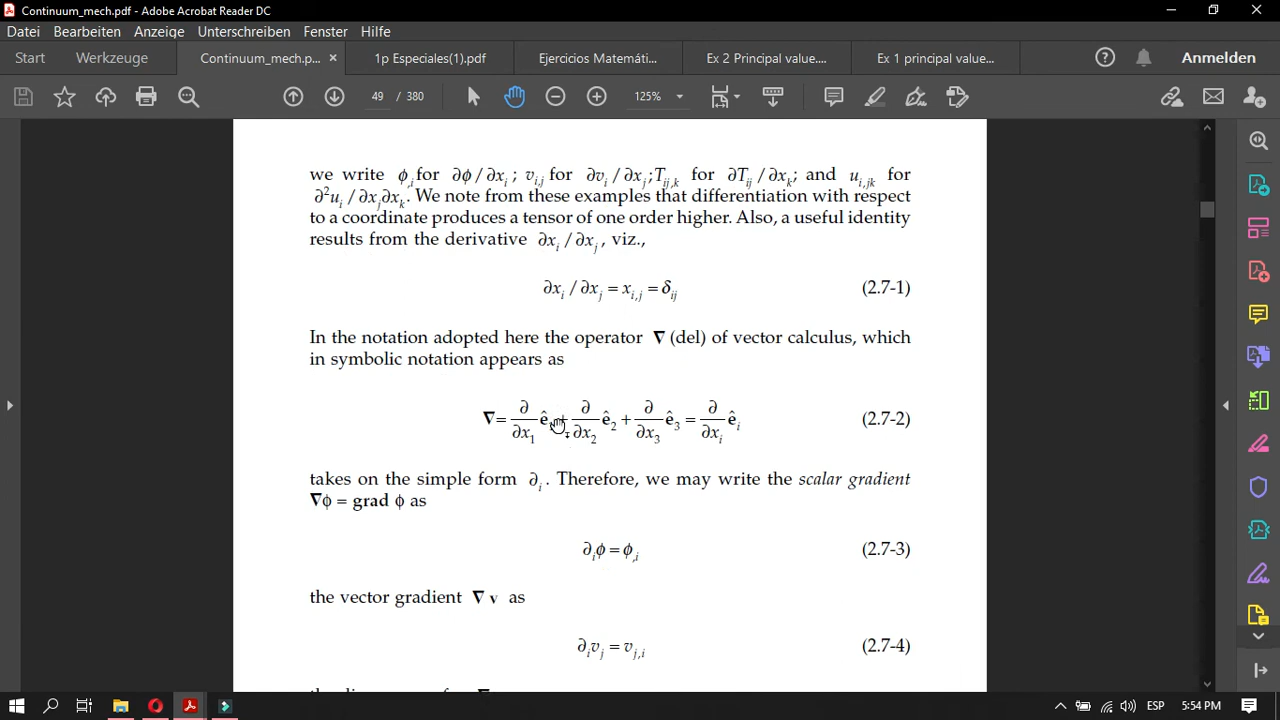 Continuum_mech.pdf - Adobe Acrobat Reader DC
Datei Bearbeiten Anzeige Unterschreiben Fenster Hilfe
Start Werkzeuge Continuum_mech.p... × 1p Especiales(1).pdf Ejercicios Matemáti... Ex 2 Principal value.... Ex 1 principal value... Anmelden
49 / 380 125%
we write ϕ,i for ∂ϕ / ∂xi ; vi,j for ∂vi / ∂xj ; Tij,k for ∂Tij / ∂xk; and ui,jk for
∂²ui / ∂xj∂xk. We note from these examples that differentiation with respect
to a coordinate produces a tensor of one order higher. Also, a useful identity
results from the derivative ∂xi / ∂xj, viz.,
∂xi / ∂xj = xi,j = δij (2.7-1)
In the notation adopted here the operator ∇ (del) of vector calculus, which
in symbolic notation appears as
∇ = ∂/∂x1 ê + ∂/∂x2 ê2 + ∂/∂x3 ê3 = ∂/∂xi êi (2.7-2)
takes on the simple form ∂i. Therefore, we may write the scalar gradient
∇ϕ = grad ϕ as
∂iϕ = ϕ,i (2.7-3)
the vector gradient ∇ v as
∂ivj = vj,i (2.7-4)
ESP 5:54 PM